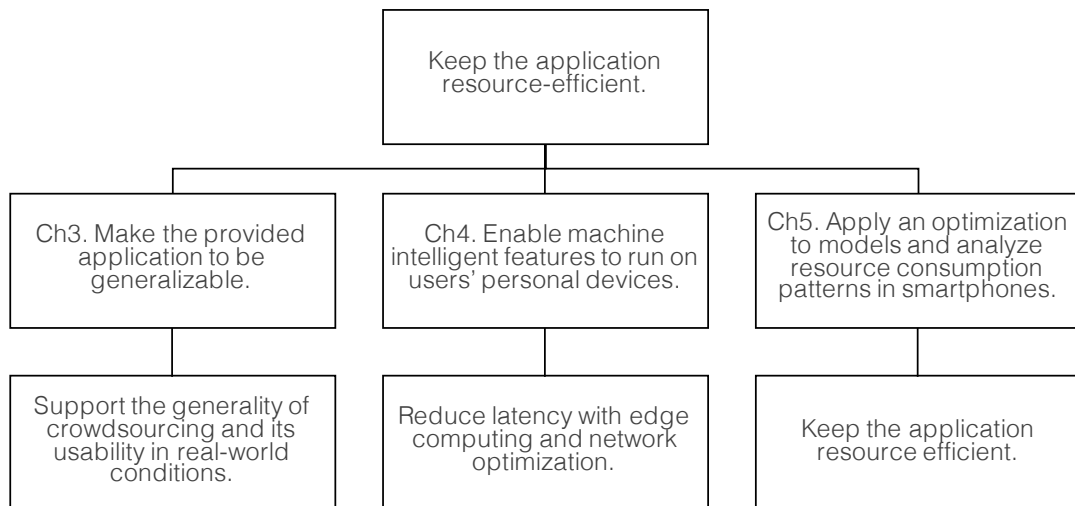 Keep the application
resource-efficient.
Ch3. Make the provided
application to be
generalizable.
Ch4. Enable machine
intelligent features to run on
users’ personal devices.
Ch5. Apply an optimization
to models and analyze
resource consumption
patterns in smartphones.
Support the generality of
crowdsourcing and its
usability in real-world
conditions.
Reduce latency with edge
computing and network
optimization.
Keep the application
resource efficient.